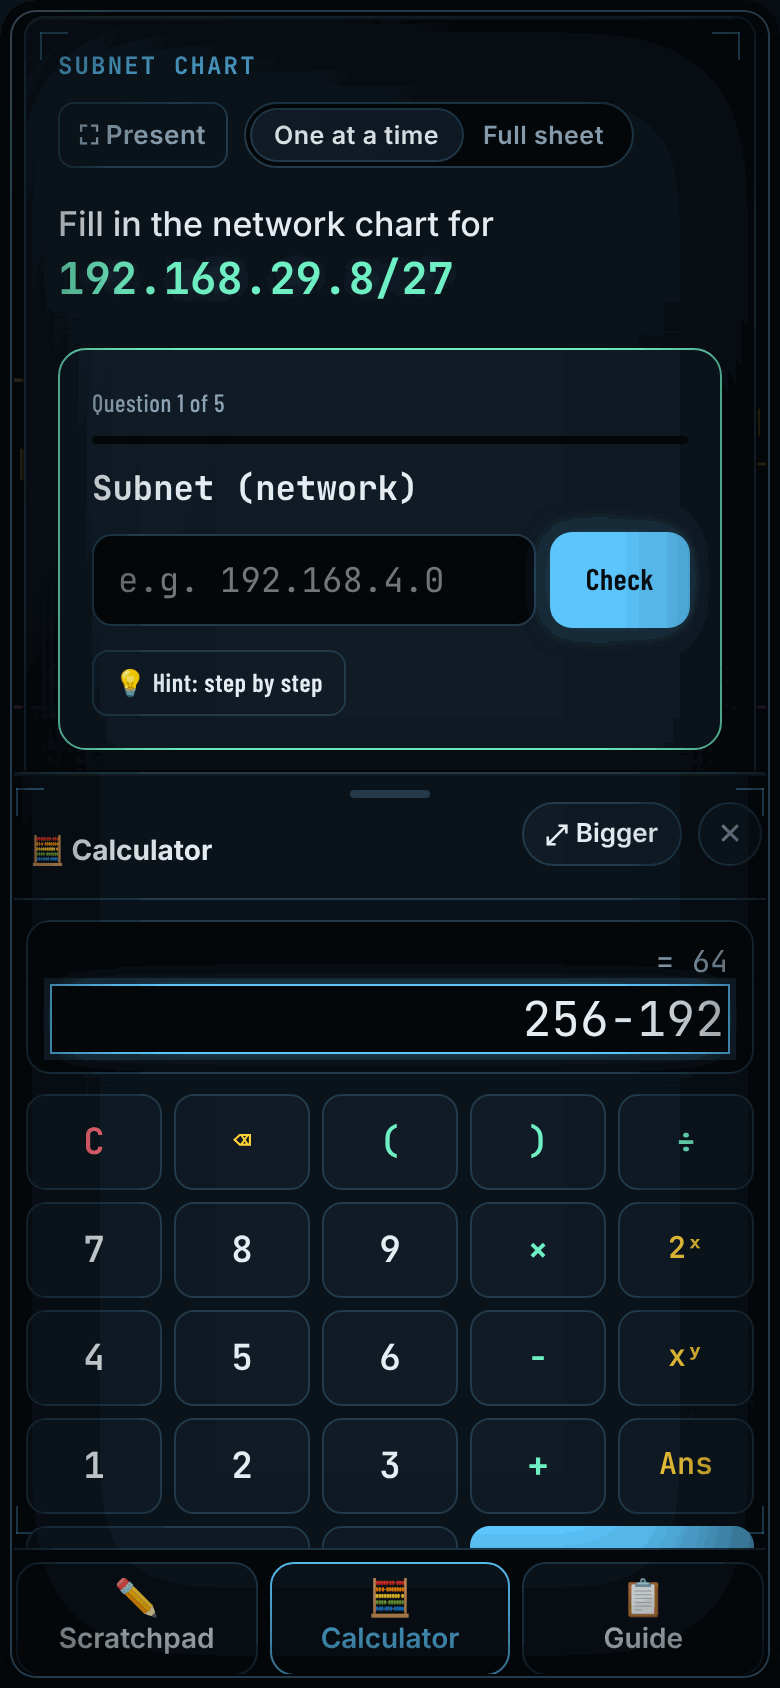 SUBNET CHART
Present
One at a time
Full sheet
Fill in the network chart for
192.168.29.8/27
Question 1 of 5
Subnet (network)
e.g. 192.168.4.0
Check
Hint: step by step
Calculator
Bigger
✕
= 64
256-192
C
⌫
(
)
÷
7
8
9
×
2ˣ
4
5
6
-
xʸ
1
2
3
+
Ans
Scratchpad
Calculator
Guide